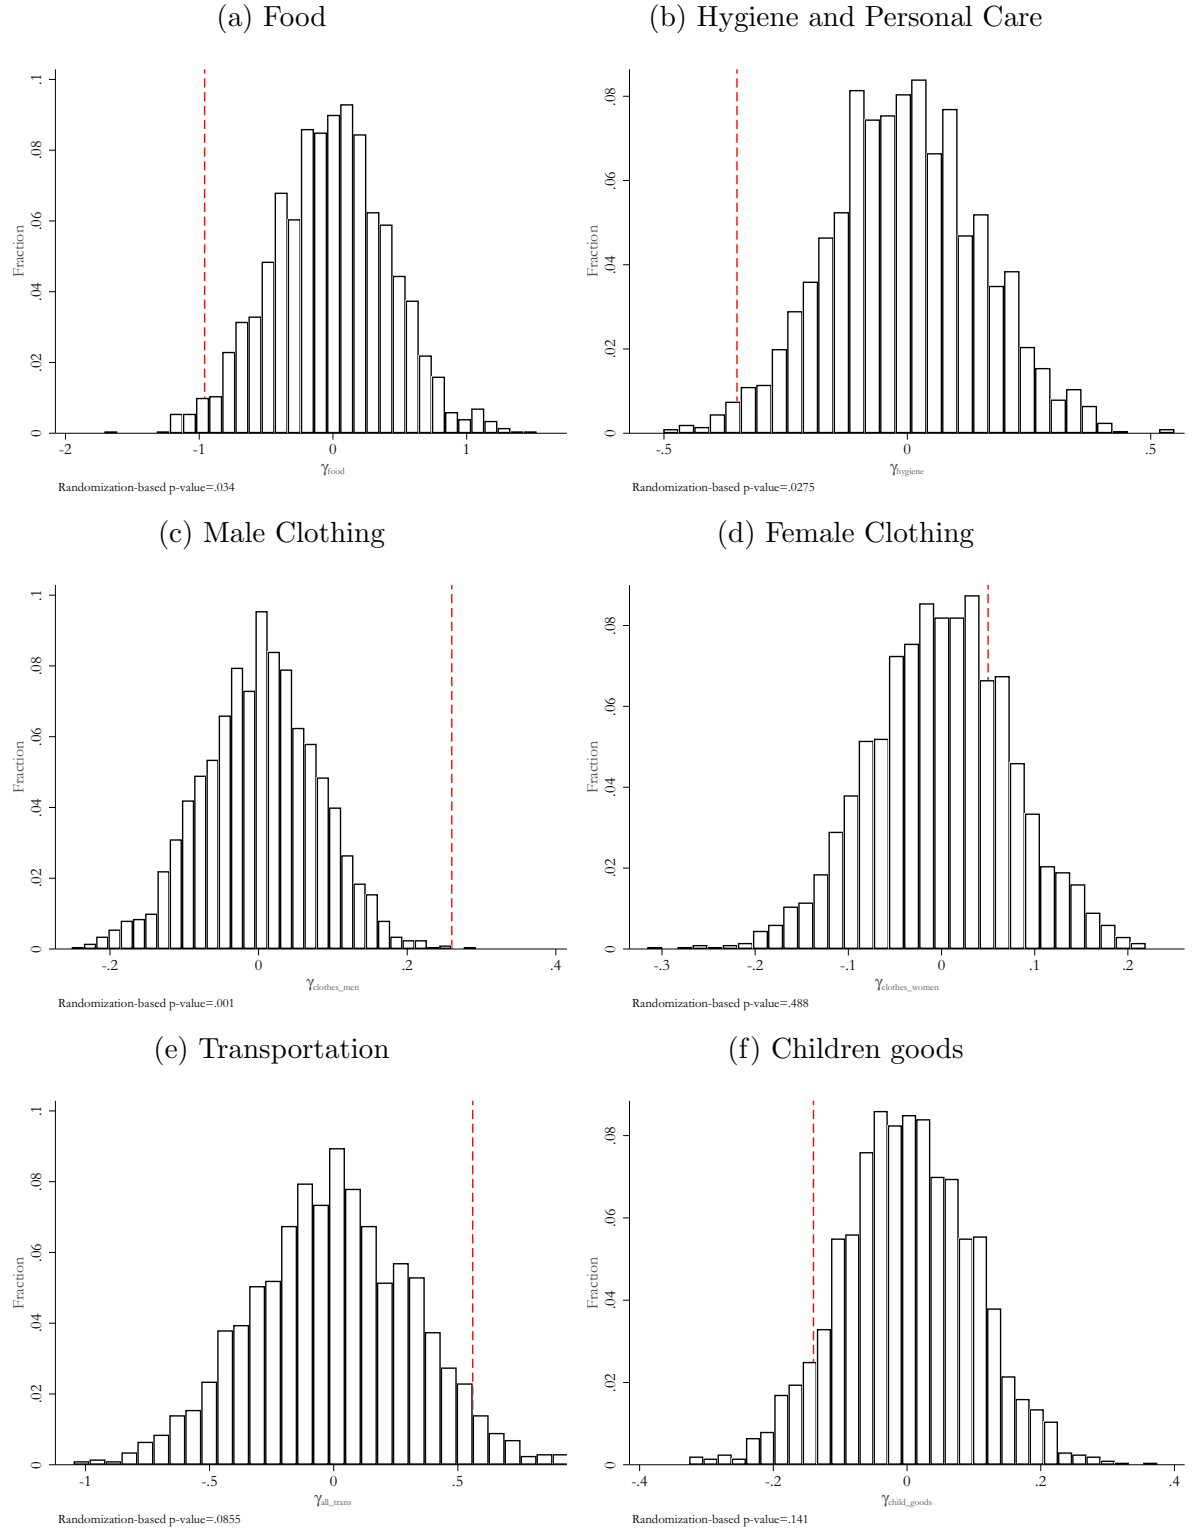 (a) Food
(b) Hygiene and Personal Care
Fraction
0 .02 .04 .06 .08 .1
-2 -1 0 1
γfood
Randomization-based p-value=.034
Fraction
0 .02 .04 .06 .08
-.5 0 .5
γhygiene
Randomization-based p-value=.0275
(c) Male Clothing
(d) Female Clothing
Fraction
0 .02 .04 .06 .08 .1
-.2 0 .2 .4
γclothes_men
Randomization-based p-value=.001
Fraction
0 .02 .04 .06 .08
-.3 -.2 -.1 0 .1 .2
γclothes_women
Randomization-based p-value=.488
(e) Transportation
(f) Children goods
Fraction
0 .02 .04 .06 .08 .1
-1 -.5 0 .5
γall_trans
Randomization-based p-value=.0855
Fraction
0 .02 .04 .06 .08
-.4 -.2 0 .2 .4
γchild_goods
Randomization-based p-value=.141